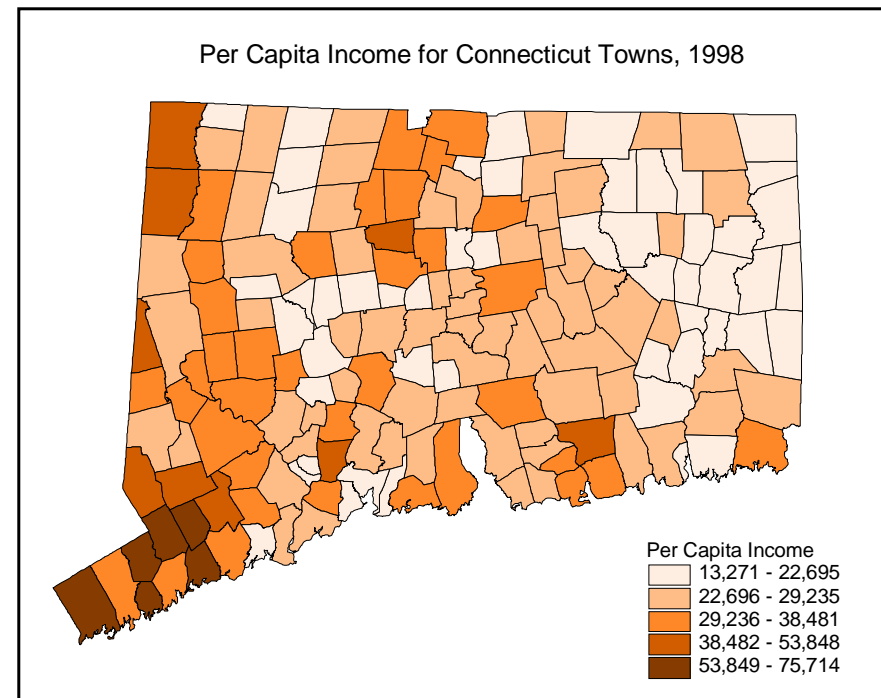 Per Capita Income for Connecticut Towns, 1998
Per Capita Income
13,271 - 22,695
22,696 - 29,235
29,236 - 38,481
38,482 - 53,848
53,849 - 75,714